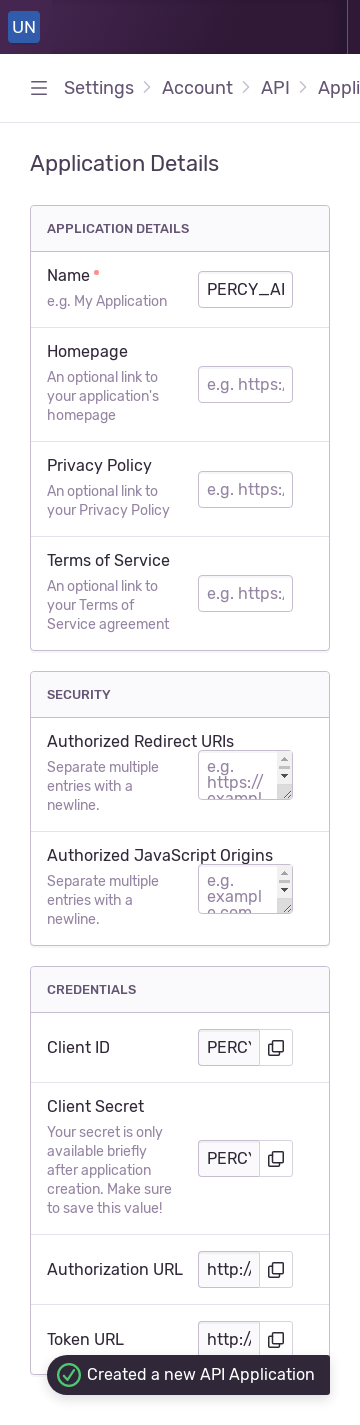 UN
Settings
Account
API
Appli
Application Details
APPLICATION DETAILS
Name
e.g. My Application
PERCY_AI
Homepage
An optional link to
your application's
homepage
e.g. https:/
Privacy Policy
An optional link to
your Privacy Policy
e.g. https:/
Terms of Service
An optional link to
your Terms of
Service agreement
e.g. https:/
SECURITY
Authorized Redirect URIs
Separate multiple
entries with a
newline.
e.g.
https://
exampl
Authorized JavaScript Origins
Separate multiple
entries with a
newline.
e.g.
exampl
e.com
CREDENTIALS
Client ID
PERCY
Client Secret
Your secret is only
available briefly
after application
creation. Make sure
to save this value!
PERCY
Authorization URL
http:/
Token URL
http:/
Created a new API Application